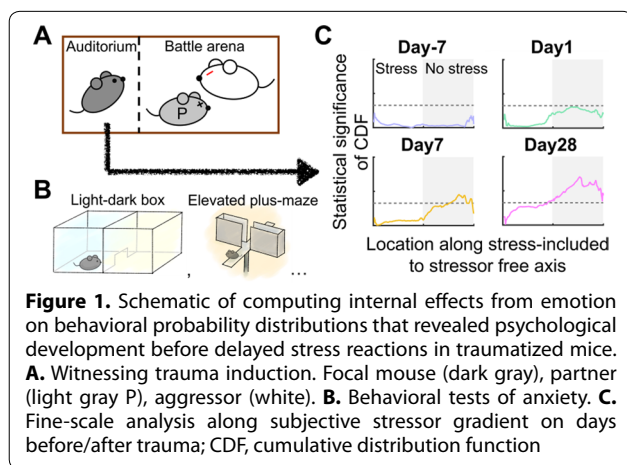 A
Auditorium Battle arena
P
B
Light-dark box
Elevated plus-maze
, ...
C
Day-7 Day1
Stress No stress
Day7 Day28
Statistical significance
of CDF
Location along stress-included
to stressor free axis
Figure 1. Schematic of computing internal effects from emotion
on behavioral probability distributions that revealed psychological
development before delayed stress reactions in traumatized mice.
A. Witnessing trauma induction. Focal mouse (dark gray), partner
(light gray P), aggressor (white). B. Behavioral tests of anxiety. C.
Fine-scale analysis along subjective stressor gradient on days
before/after trauma; CDF, cumulative distribution function